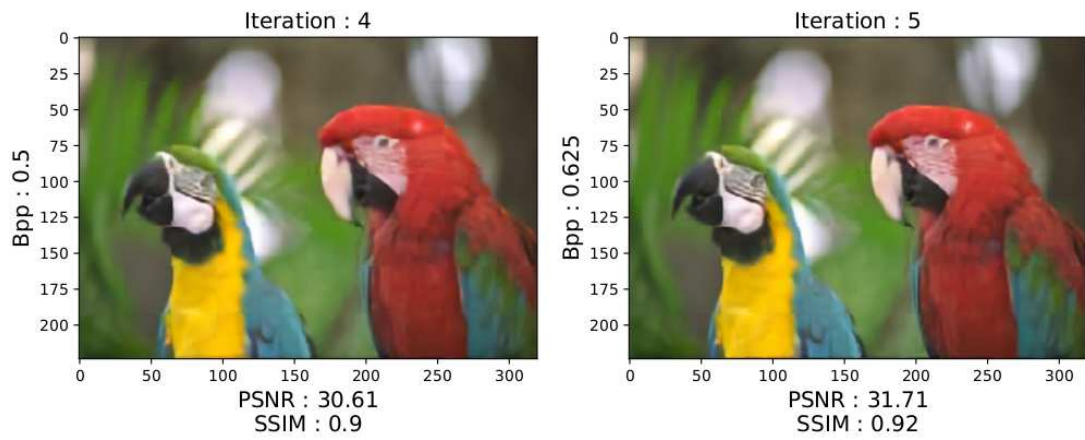 Iteration : 4
Bpp : 0.5
0
25
50
75
100
125
150
175
200
0 50 100 150 200 250 300
PSNR : 30.61
SSIM : 0.9
Iteration : 5
Bpp : 0.625
0
25
50
75
100
125
150
175
200
0 50 100 150 200 250 300
PSNR : 31.71
SSIM : 0.92